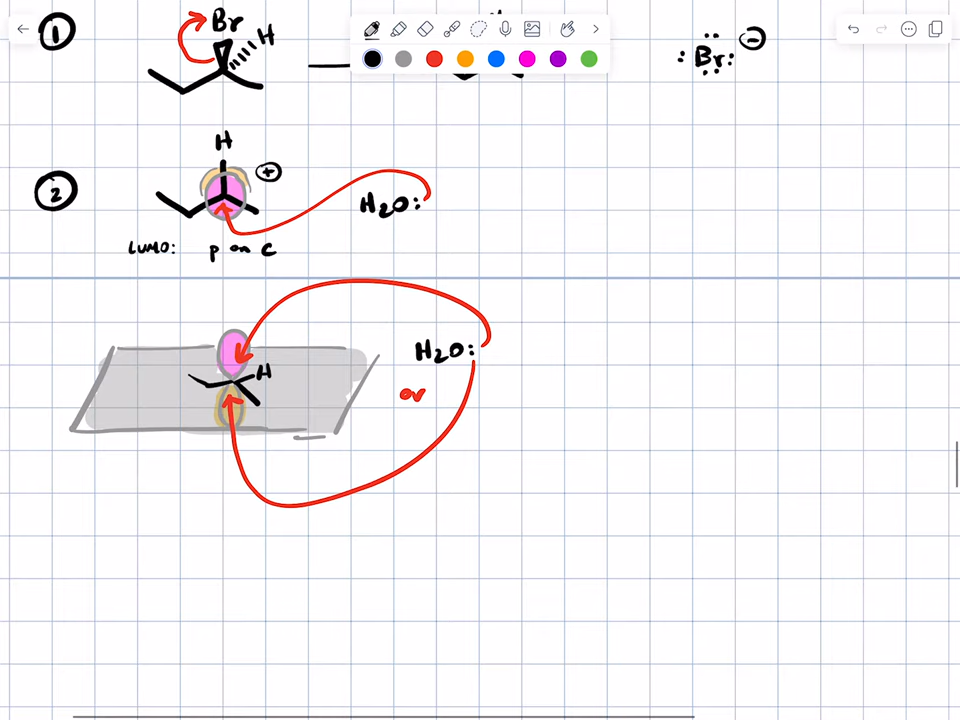 ① Br H :Br: ⊖
H ⊕
② H₂O:
LUMO: p on C
H H₂O:
or